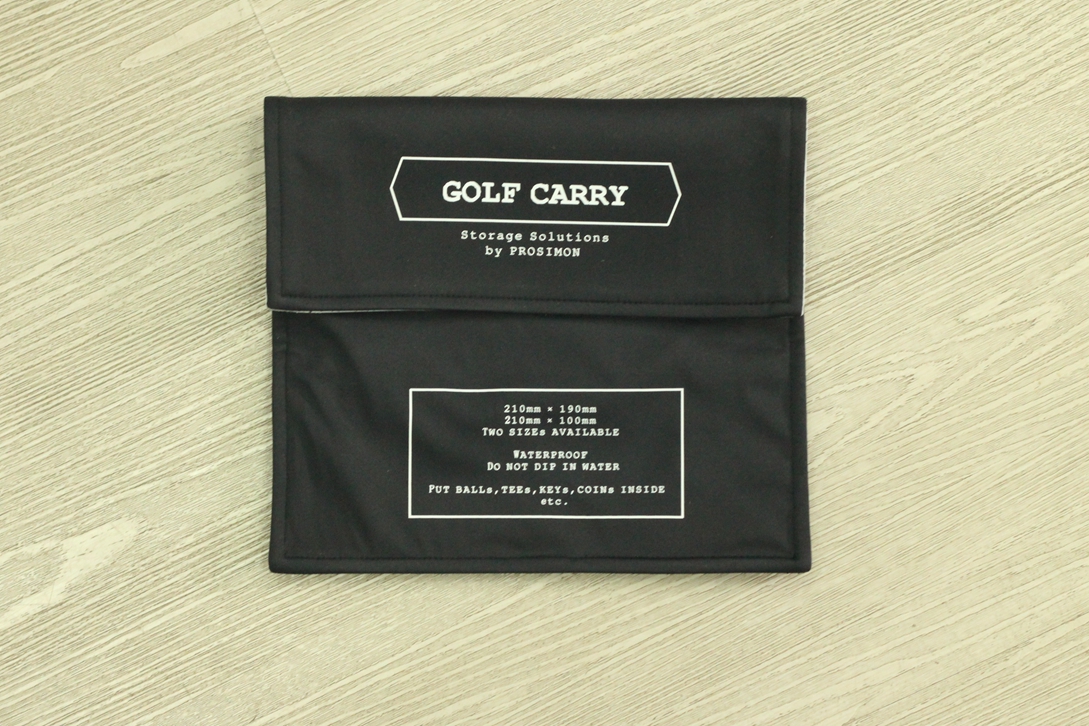 GOLF CARRY
Storage Solutions
by PROSIMON
210mm × 190mm
210mm × 100mm
TWO SIZEs AVAILABLE
WATERPROOF
DO NOT DIP IN WATER
PUT BALLs,TEEs,KEYs,COINs INSIDE
etc.